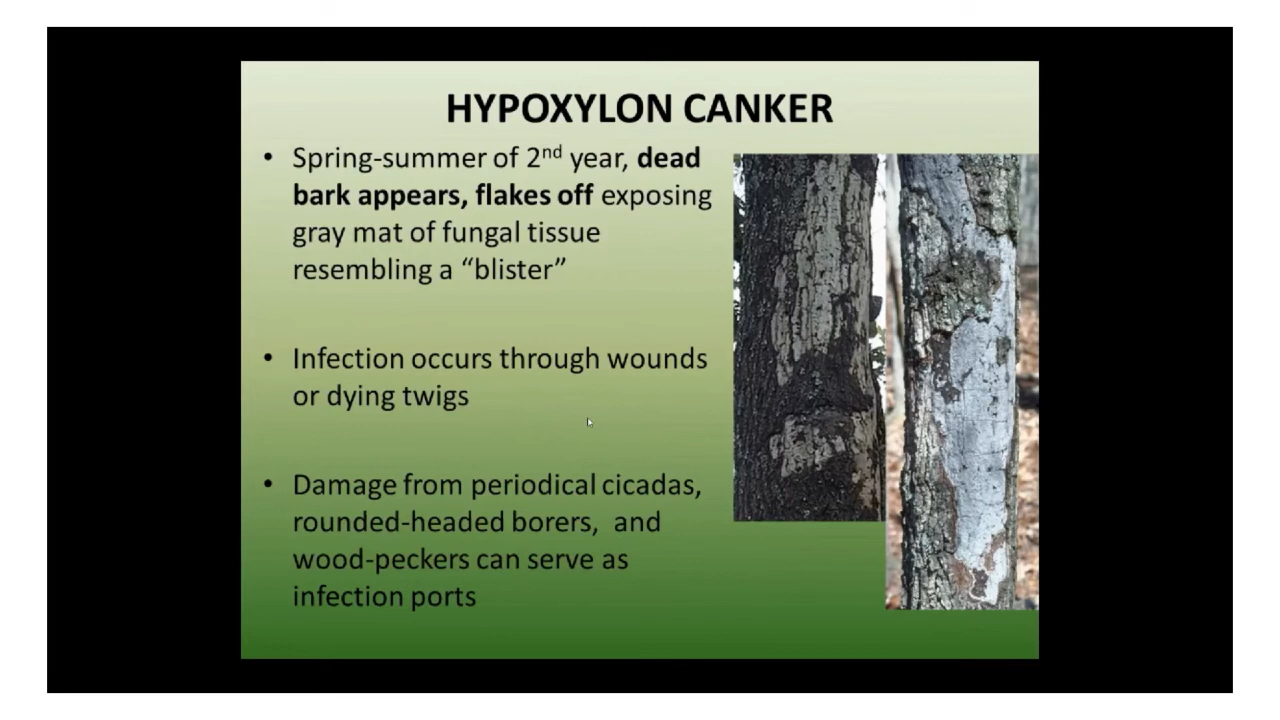 HYPOXYLON CANKER
• Spring-summer of 2nd year, dead
bark appears, flakes off exposing
gray mat of fungal tissue
resembling a “blister”
• Infection occurs through wounds
or dying twigs
• Damage from periodical cicadas,
rounded-headed borers, and
wood-peckers can serve as
infection ports